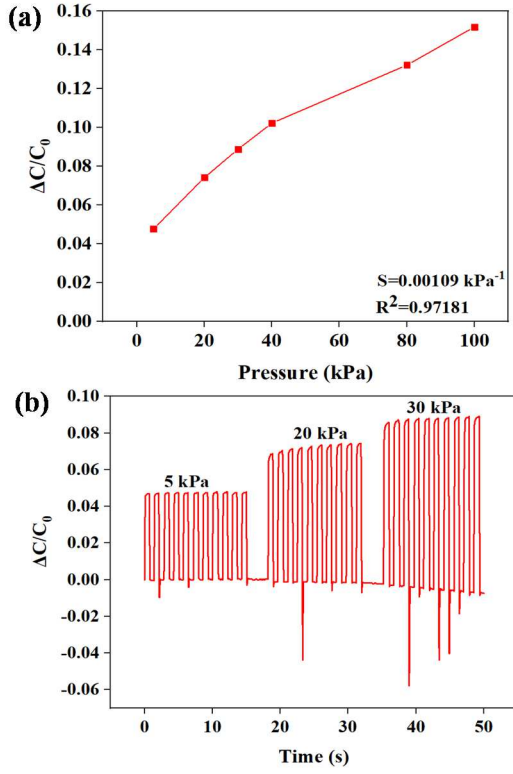 (a)
0.16
0.14
0.12
0.10
0.08
0.06
0.04
0.02
0.00
ΔC/C₀
S=0.00109 kPa⁻¹
R²=0.97181
0 20 40 60 80 100
Pressure (kPa)
(b)
0.10
0.08
0.06
0.04
0.02
0.00
-0.02
-0.04
-0.06
ΔC/C₀
5 kPa
20 kPa
30 kPa
0 10 20 30 40 50
Time (s)